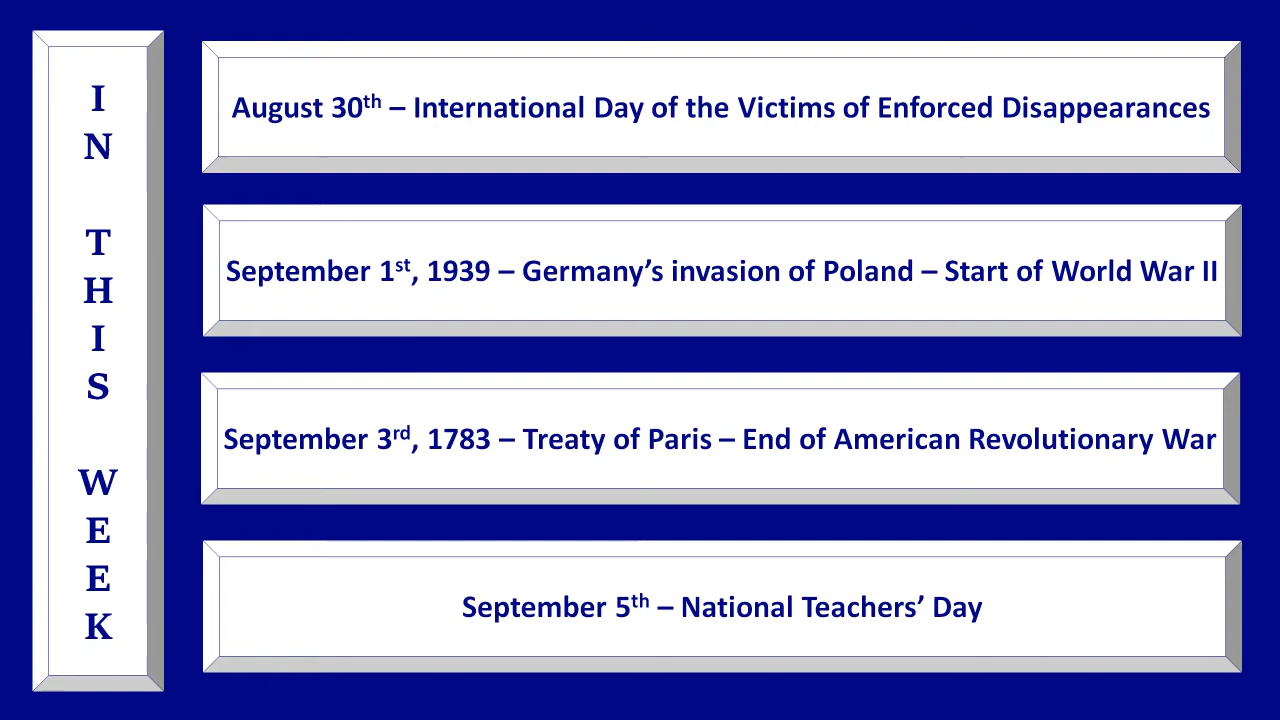 IN THIS WEEK
August 30th – International Day of the Victims of Enforced Disappearances
September 1st, 1939 – Germany’s invasion of Poland – Start of World War II
September 3rd, 1783 – Treaty of Paris – End of American Revolutionary War
September 5th – National Teachers’ Day